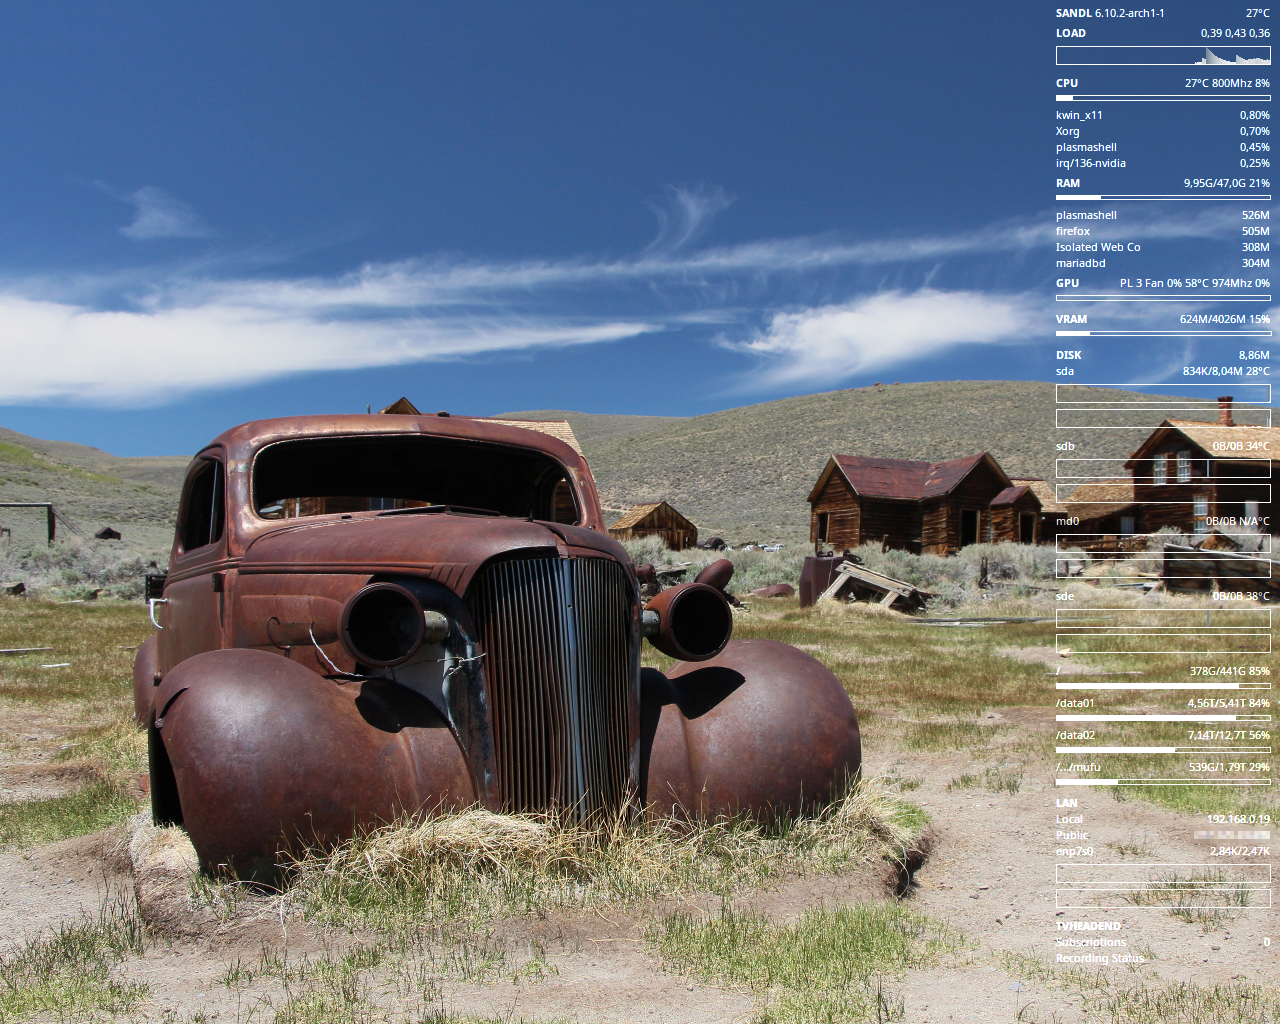 SANDL 6.10.2-arch1-1 27°C
LOAD 0,39 0,43 0,36
CPU 27°C 800Mhz 8%
kwin_x11 0,80%
Xorg 0,70%
plasmashell 0,45%
irq/136-nvidia 0,25%
RAM 9,95G/47,0G 21%
plasmashell 526M
firefox 505M
Isolated Web Co 308M
mariadbd 304M
GPU PL 3 Fan 0% 58°C 974Mhz 0%
VRAM 624M/4026M 15%
DISK 8,86M
sda 834K/8,04M 28°C
sdb 0B/0B 34°C
md0 0B/0B N/A°C
sde 0B/0B 38°C
/ 378G/441G 85%
/data01 4,56T/5,41T 84%
/data02 7,14T/12,7T 56%
/.../mufu 539G/1,79T 29%
LAN
Local 192.168.0.19
Public
enp7s0 2,84K/2,47K
TVHEADEND
Subscriptions 0
Recording Status